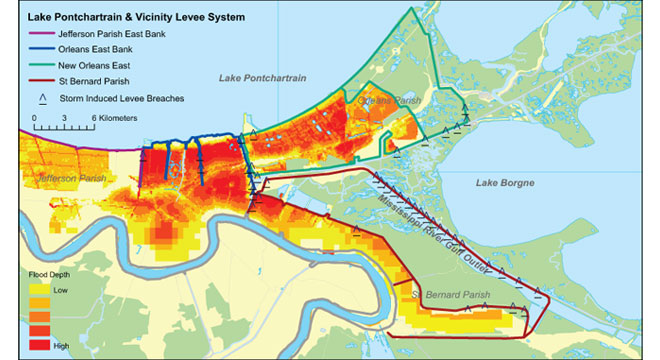 Lake Pontchartrain & Vicinity Levee System
Jefferson Parish East Bank
Orleans East Bank
New Orleans East
St Bernard Parish
Storm Induced Levee Breaches
0 3 6 Kilometers
Lake Pontchartrain
Orleans Parish
Jefferson Parish
Lake Borgne
Mississippi River Gulf Outlet
St Bernard Parish
Flood Depth
Low
High